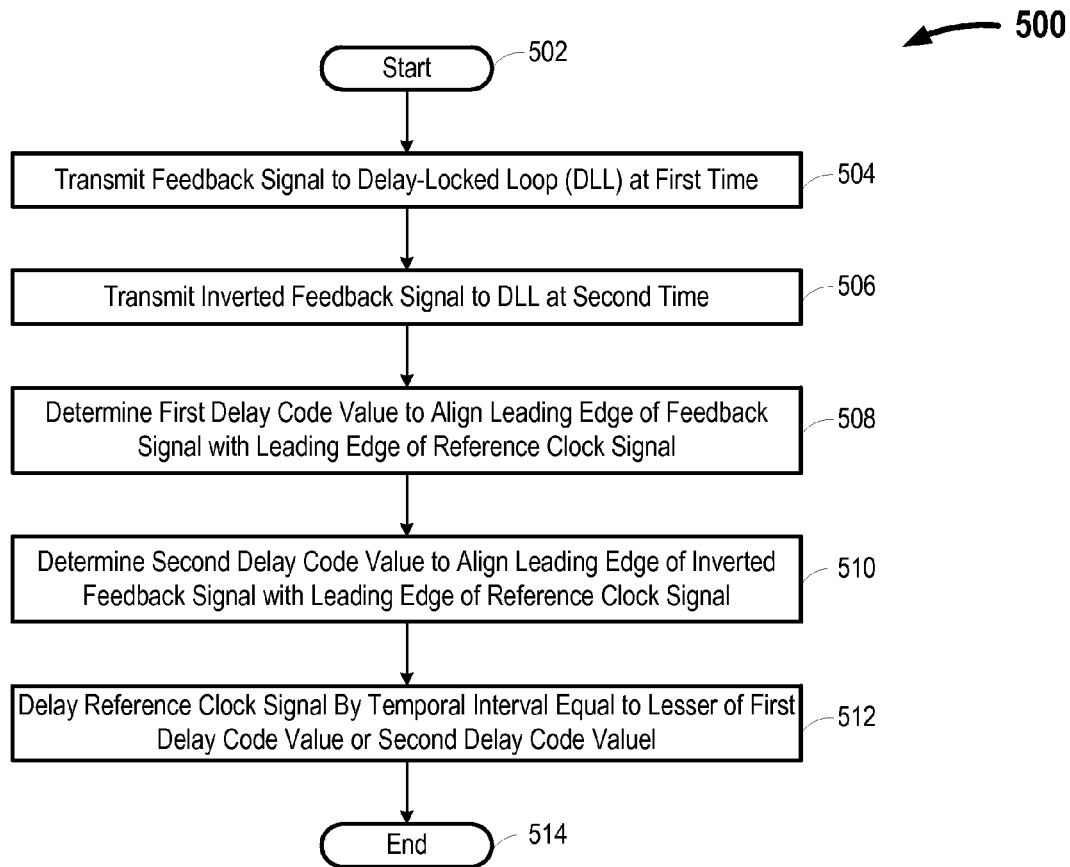 500
Start
502
Transmit Feedback Signal to Delay-Locked Loop (DLL) at First Time
504
Transmit Inverted Feedback Signal to DLL at Second Time
506
Determine First Delay Code Value to Align Leading Edge of Feedback
Signal with Leading Edge of Reference Clock Signal
508
Determine Second Delay Code Value to Align Leading Edge of Inverted
Feedback Signal with Leading Edge of Reference Clock Signal
510
Delay Reference Clock Signal By Temporal Interval Equal to Lesser of First
Delay Code Value or Second Delay Code Valuel
512
End
514